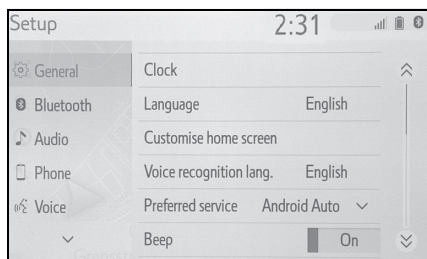 Setup 2:31
General
Bluetooth
Audio
Phone
Voice
Clock
Language English
Customise home screen
Voice recognition lang. English
Preferred service Android Auto
Beep On